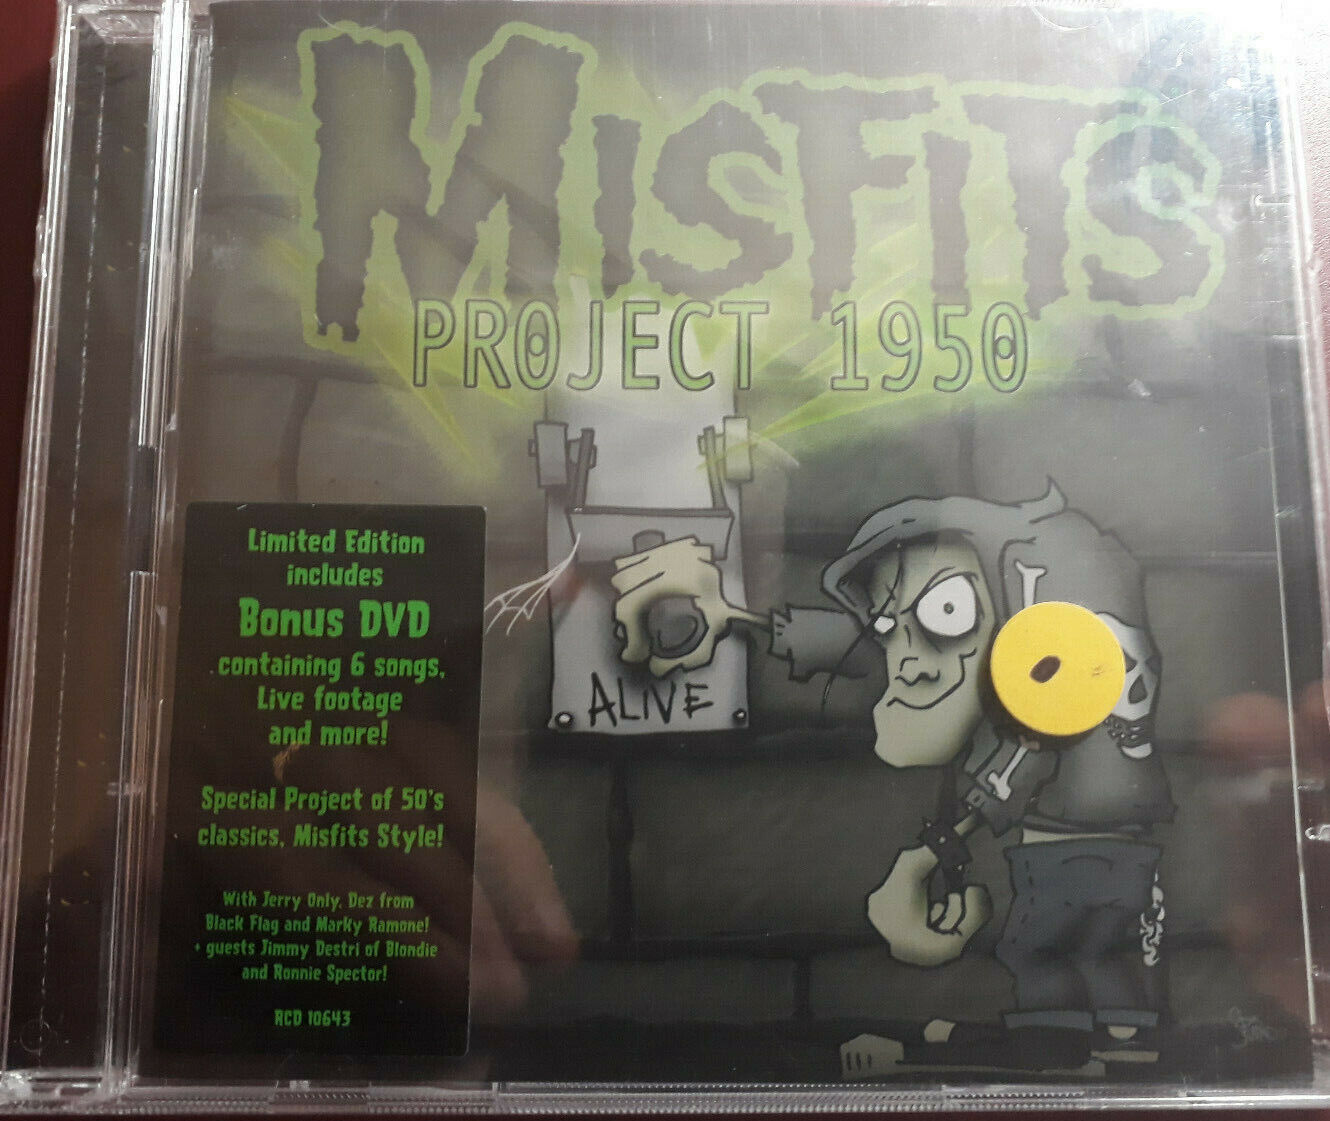 MISFITS
PROJECT 1950
ALIVE
Limited Edition
includes
Bonus DVD
containing 6 songs,
Live footage
and more!
Special Project of 50's
classics, Misfits Style!
With Jerry Only, Dez from
Black Flag and Marky Ramone!
+ guests Jimmy Destri of Blondie
and Ronnie Spector!
RCD 10643